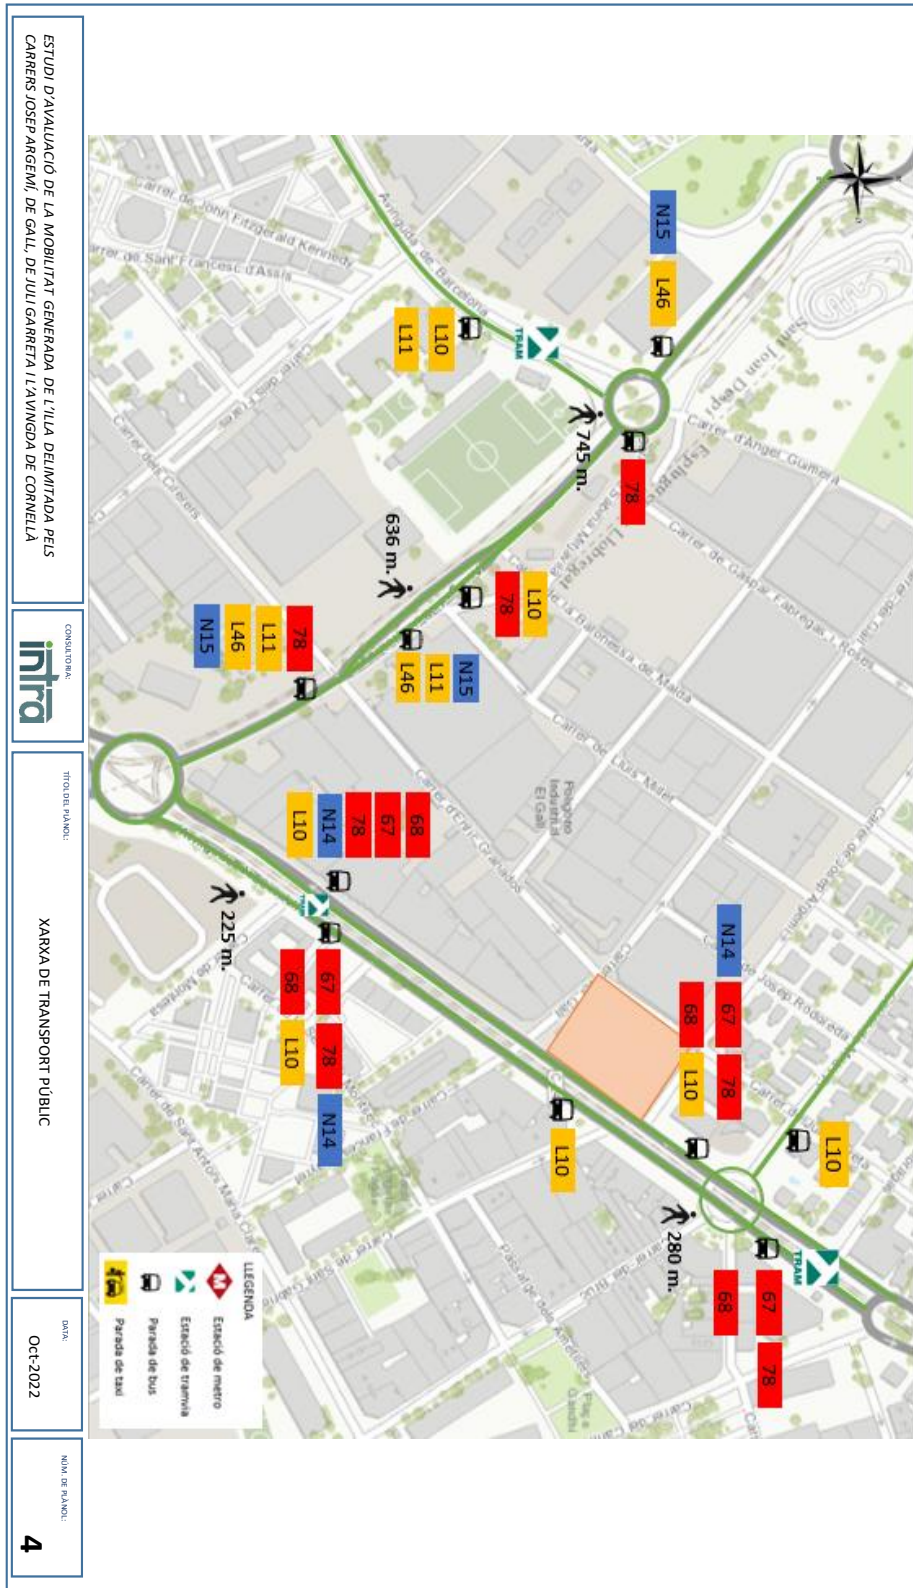 N15
L46
L11
L10
TRAM
745 m.
78
636 m.
78
L10
N15
L46
L11
78
L46
L11
N15
L10
N14
78
67
68
225 m.
68
L10
67
78
N14
N14
67
78
68
L10
L10
L10
280 m.
TRAM
68
67
78
Avinguda de Barcelona
Carrer de John Fitzgerald Kennedy
Carrer de Sant Francesc d'Assís
Carrer d'Àngel Guimerà
Carrer de Gaspar Fàbregas i Roses
Carrer de la Baronessa de Maldà
Carrer de Lluís Millet
Carrer d'Enric Granados
Polígono
Industrial
El Gall
Sant Joan Despí
LLEGENDA
Estació de metro
Estació de tramvia
Parada de bus
Parada de taxi
ESTUDI D'AVALUACIÓ DE LA MOBILITAT GENERADA DE L'ILLA DELIMITADA PELS
CARRERS JOSEP ARGEMÍ, DE GALL, DE JULI GARRETA I L'AVINGDA DE CORNELLÀ
CONSULTORIA:
intra
TÍTOL DEL PLÀNOL:
XARXA DE TRANSPORT PÚBLIC
DATA:
Oct-2022
NÚM. DE PLÀNOL:
4